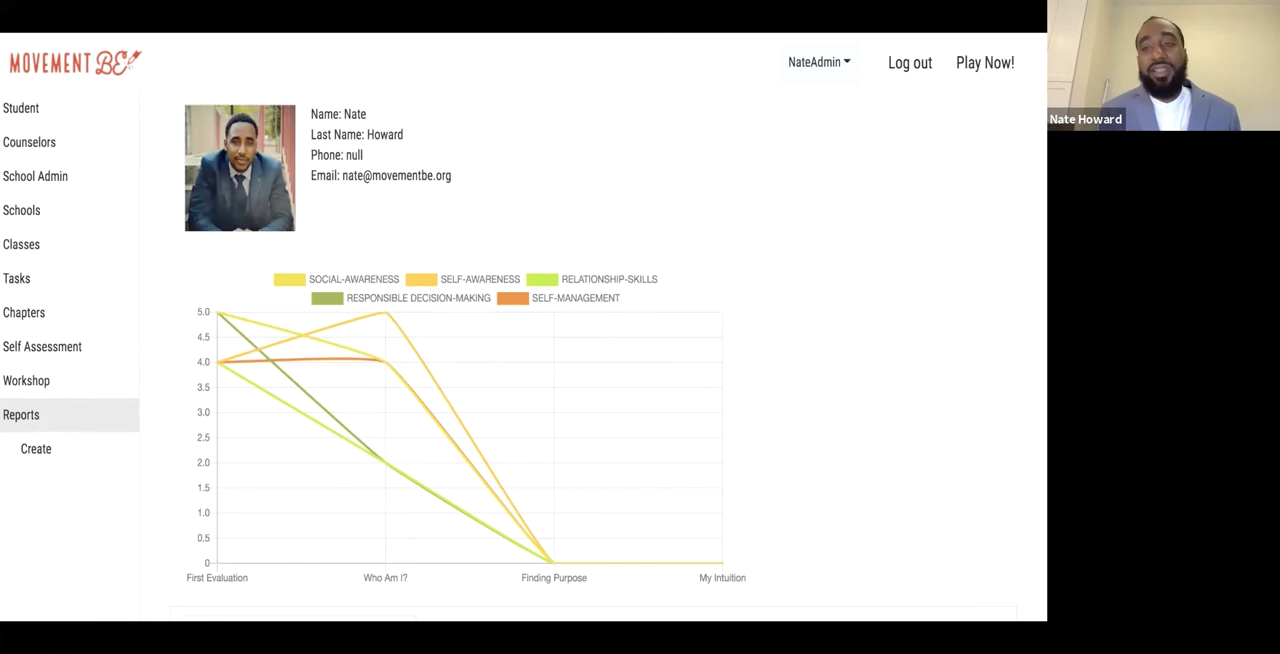 MOVEMENT BE
NateAdmin
Log out
Play Now!
Nate Howard
Student
Counselors
School Admin
Schools
Classes
Tasks
Chapters
Self Assessment
Workshop
Reports
Create
Name: Nate
Last Name: Howard
Phone: null
Email: nate@movementbe.org
SOCIAL-AWARENESS SELF-AWARENESS RELATIONSHIP-SKILLS
RESPONSIBLE DECISION-MAKING SELF-MANAGEMENT
5.0
4.5
4.0
3.5
3.0
2.5
2.0
1.5
1.0
0.5
0
First Evaluation Who Am I? Finding Purpose My Intuition